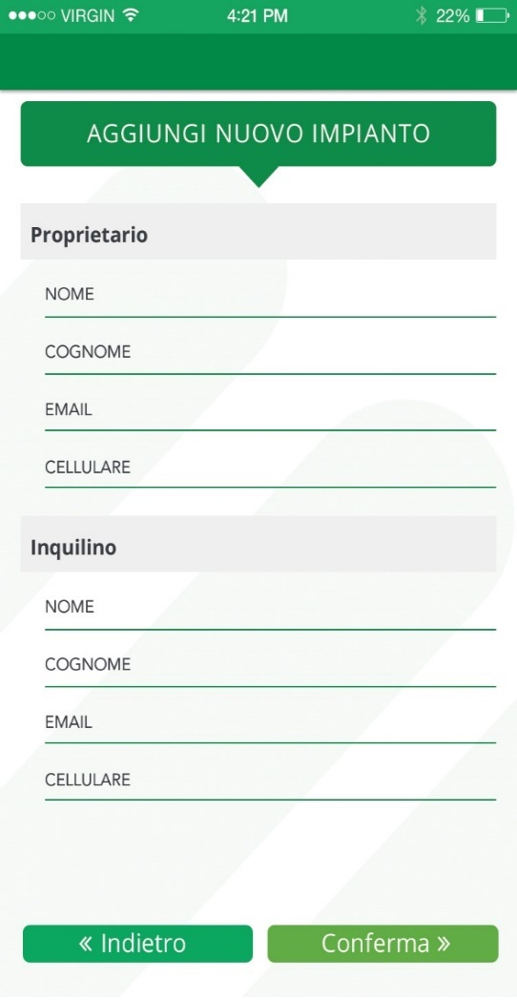 VIRGIN 4:21 PM 22%
AGGIUNGI NUOVO IMPIANTO
Proprietario
NOME
COGNOME
EMAIL
CELLULARE
Inquilino
NOME
COGNOME
EMAIL
CELLULARE
« Indietro Conferma »